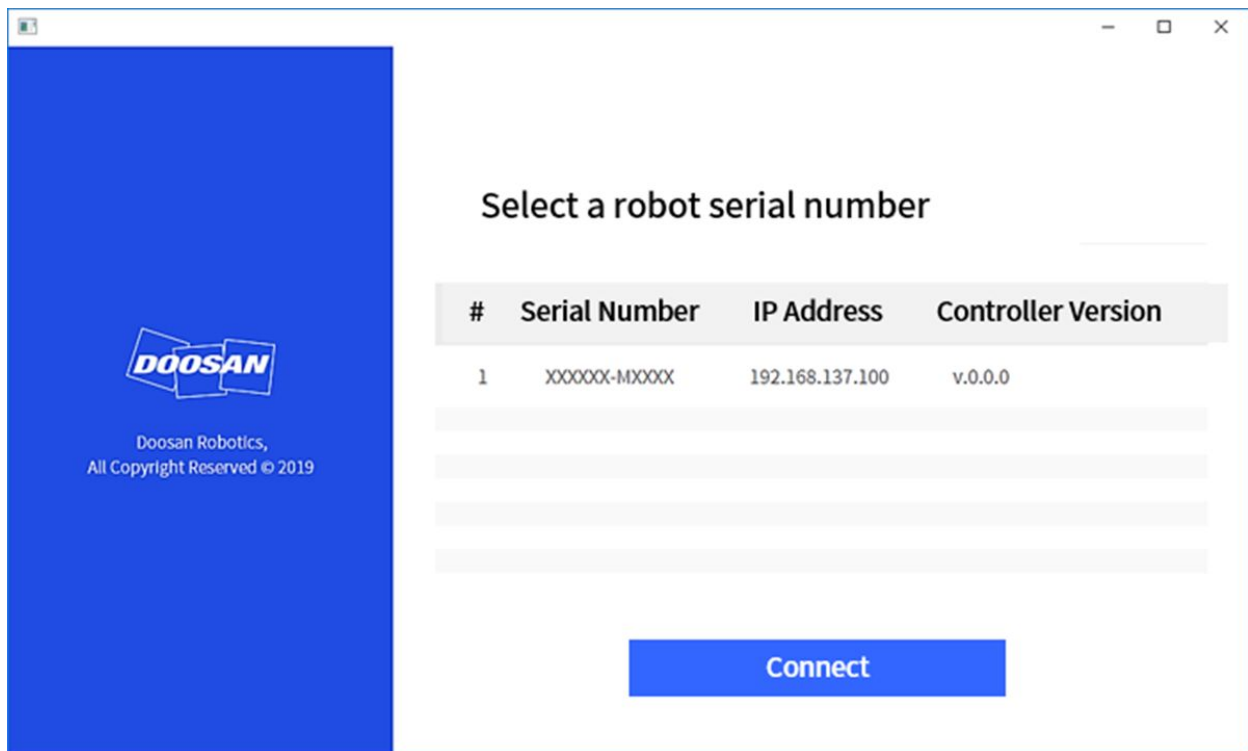 DOOSAN
Doosan Robotics,
All Copyright Reserved © 2019
Select a robot serial number
# Serial Number IP Address Controller Version
1 XXXXXX-MXXXX 192.168.137.100 v.0.0.0
Connect